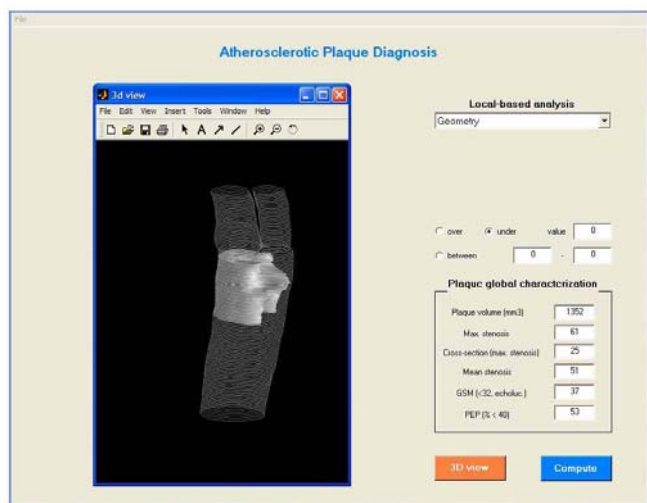 File
Atherosclerotic Plaque Diagnosis
3d view
File Edit View Insert Tools Window Help
Local-based analysis
Geometry
over under value 0
between 0 - 0
Plaque global characterization
Plaque volume (mm3) 1352
Max. stenosis 61
Cross-section (max. stenosis) 25
Mean stenosis 51
GSM (<32, echoluc.) 37
PEP (% < 40) 53
3D view Compute